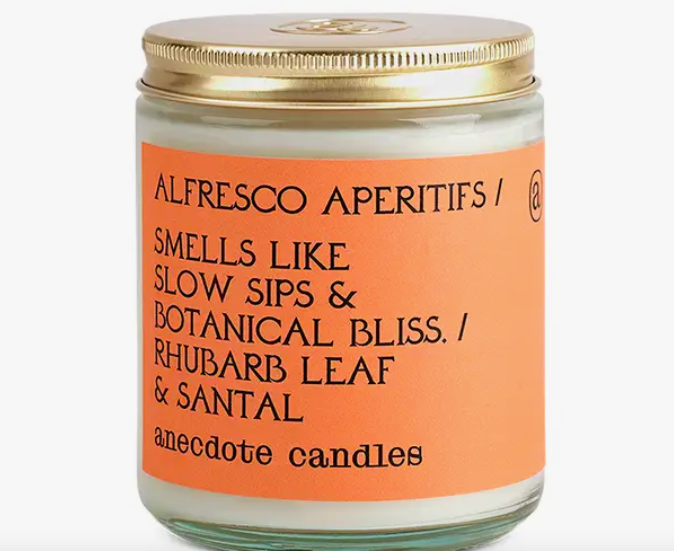 ALFRESCO APERITIFS / @
SMELLS LIKE
SLOW SIPS &
BOTANICAL BLISS. /
RHUBARB LEAF
& SANTAL
anecdote candles